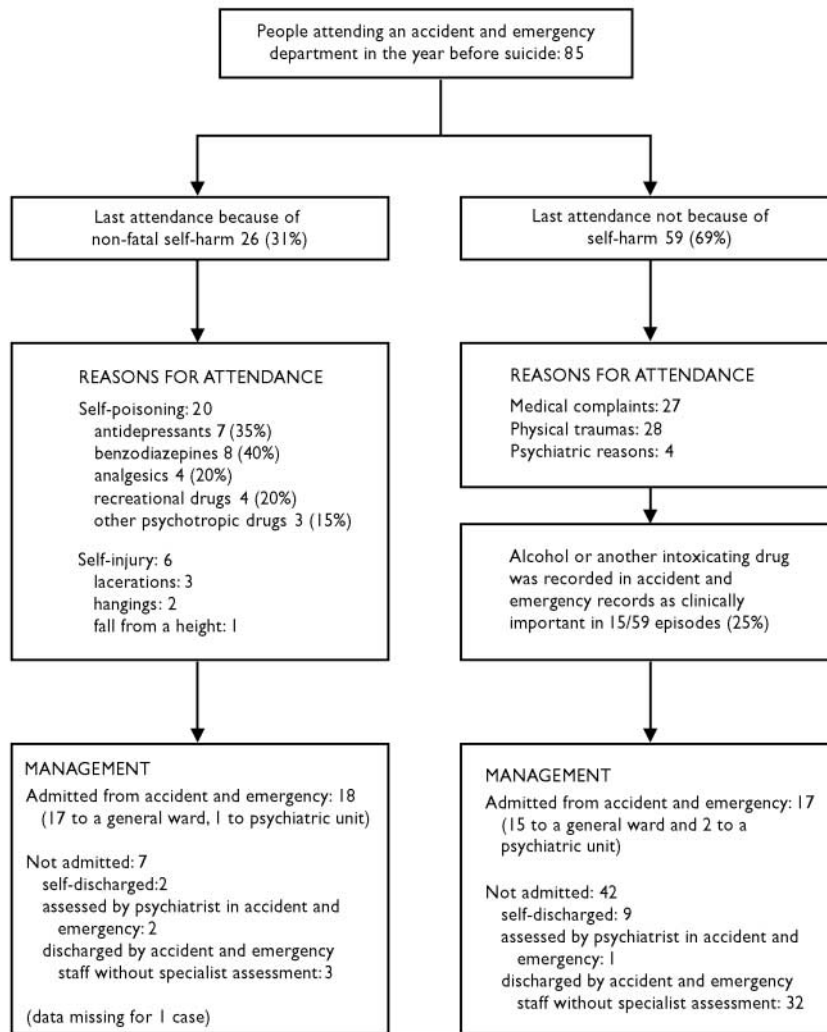 People attending an accident and emergency
department in the year before suicide: 85
Last attendance because of
non-fatal self-harm 26 (31%)
Last attendance not because of
self-harm 59 (69%)
REASONS FOR ATTENDANCE
Self-poisoning: 20
antidepressants 7 (35%)
benzodiazepines 8 (40%)
analgesics 4 (20%)
recreational drugs 4 (20%)
other psychotropic drugs 3 (15%)
Self-injury: 6
lacerations: 3
hangings: 2
fall from a height: 1
REASONS FOR ATTENDANCE
Medical complaints: 27
Physical traumas: 28
Psychiatric reasons: 4
Alcohol or another intoxicating drug
was recorded in accident and
emergency records as clinically
important in 15/59 episodes (25%)
MANAGEMENT
Admitted from accident and emergency: 18
(17 to a general ward, 1 to psychiatric unit)
Not admitted: 7
self-discharged:2
assessed by psychiatrist in accident and
emergency: 2
discharged by accident and emergency
staff without specialist assessment: 3
(data missing for 1 case)
MANAGEMENT
Admitted from accident and emergency: 17
(15 to a general ward and 2 to a
psychiatric unit)
Not admitted: 42
self-discharged: 9
assessed by psychiatrist in accident and
emergency: 1
discharged by accident and emergency
staff without specialist assessment: 32